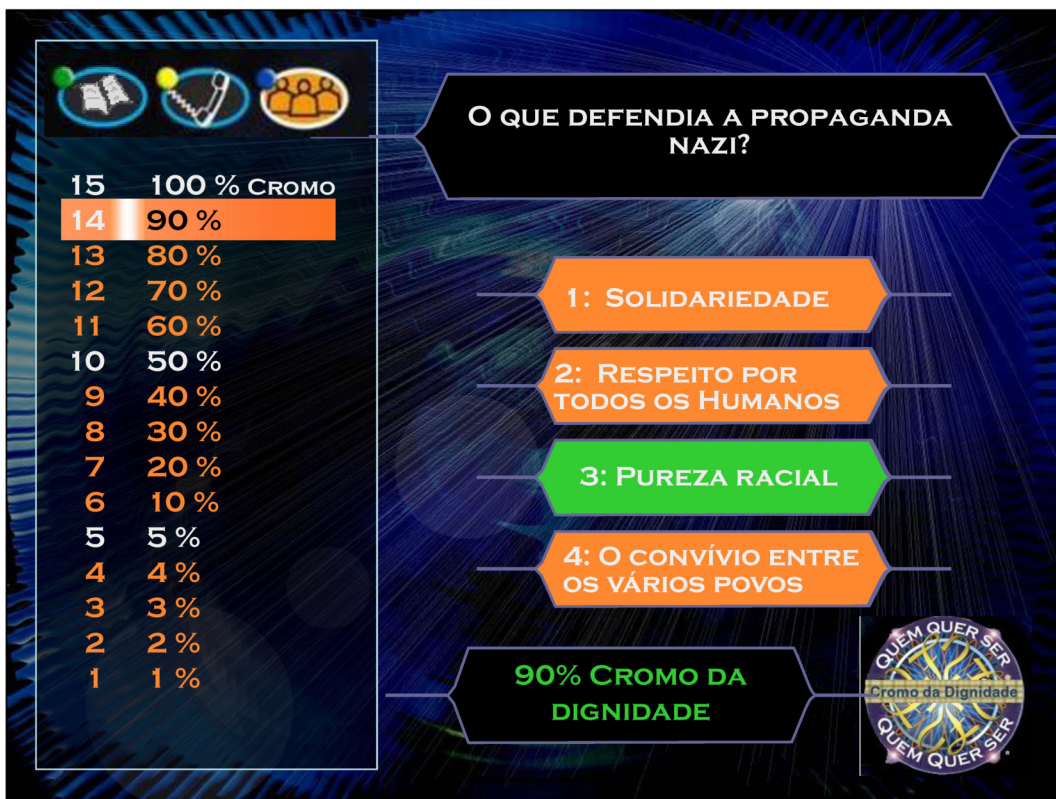 O QUE DEFENDIA A PROPAGANDA
NAZI?
15 100 % CROMO
14 90 %
13 80 %
12 70 %
11 60 %
10 50 %
9 40 %
8 30 %
7 20 %
6 10 %
5 5 %
4 4 %
3 3 %
2 2 %
1 1 %
1: SOLIDARIEDADE
2: RESPEITO POR
TODOS OS HUMANOS
3: PUREZA RACIAL
4: O CONVÍVIO ENTRE
OS VÁRIOS POVOS
90% CROMO DA
DIGNIDADE
QUEM QUER SER
Cromo da Dignidade
QUEM QUER SER